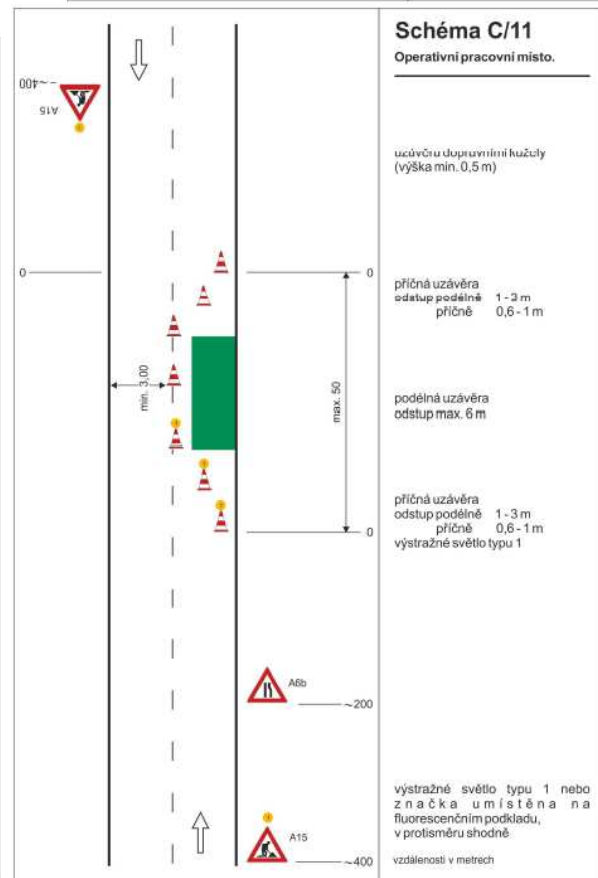 Schéma C/11
Operativní pracovní místo.
~400
A15
uzávěru dopravními kužely
(výška min. 0,5 m)
0
0
příčná uzávěra
odstup podélně 1 - 3 m
příčně 0,6 - 1 m
min. 3,00
max. 50
podélná uzávěra
odstup max. 6 m
příčná uzávěra
odstup podélně 1 - 3 m
příčně 0,6 - 1 m
výstražné světlo typu 1
0
A6b
~200
výstražné světlo typu 1 nebo
značka umístěna na
fluorescenčním podkladu,
v protisměru shodně
A15
~400
vzdálenosti v metrech